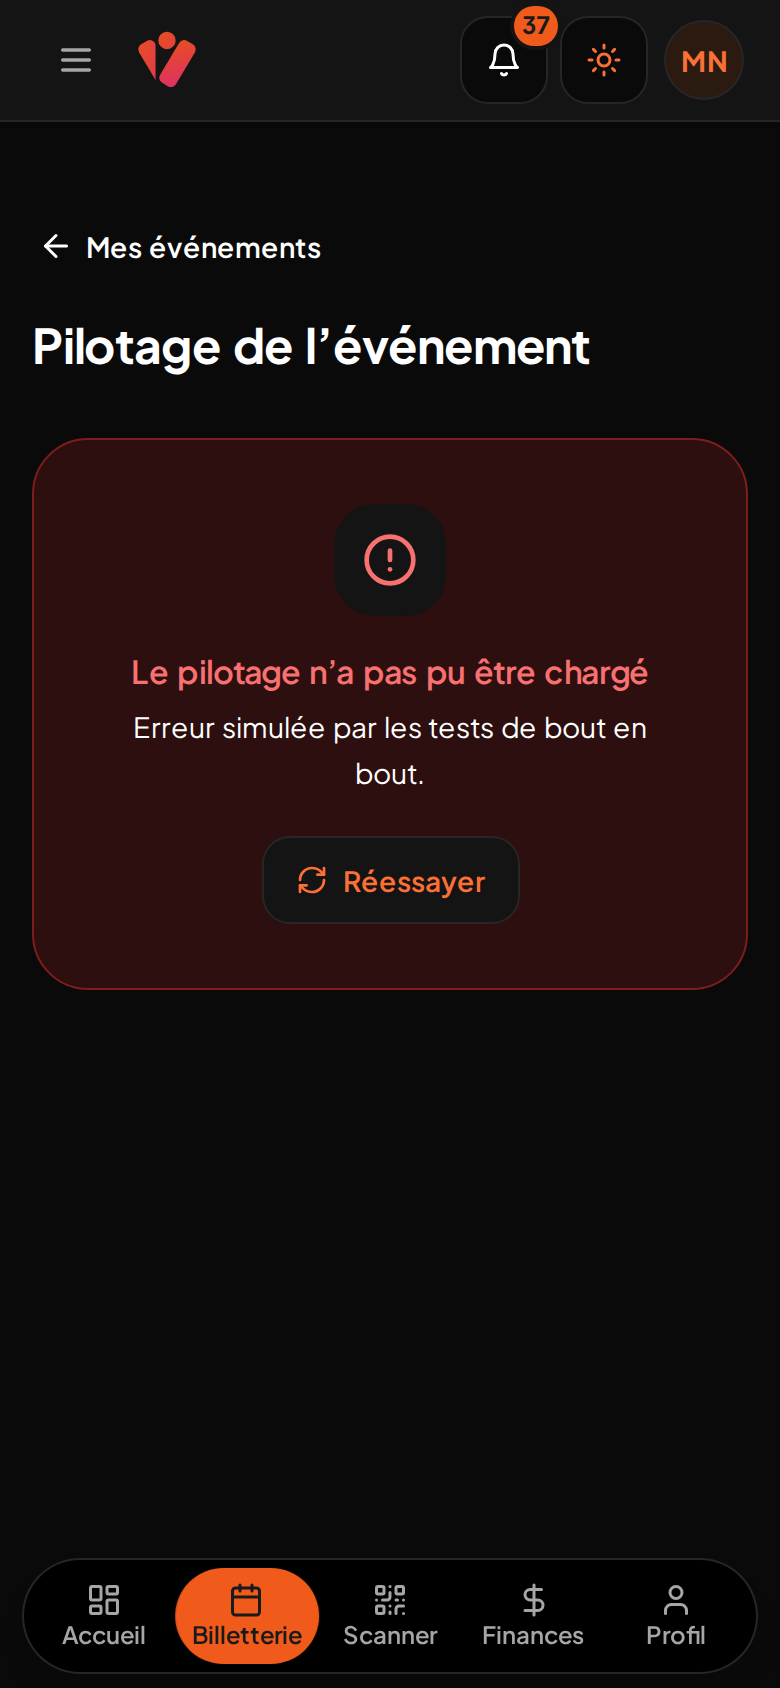 37
MN
Mes événements
Pilotage de l’événement
Le pilotage n’a pas pu être chargé
Erreur simulée par les tests de bout en
bout.
Réessayer
Accueil
Billetterie
Scanner
Finances
Profil